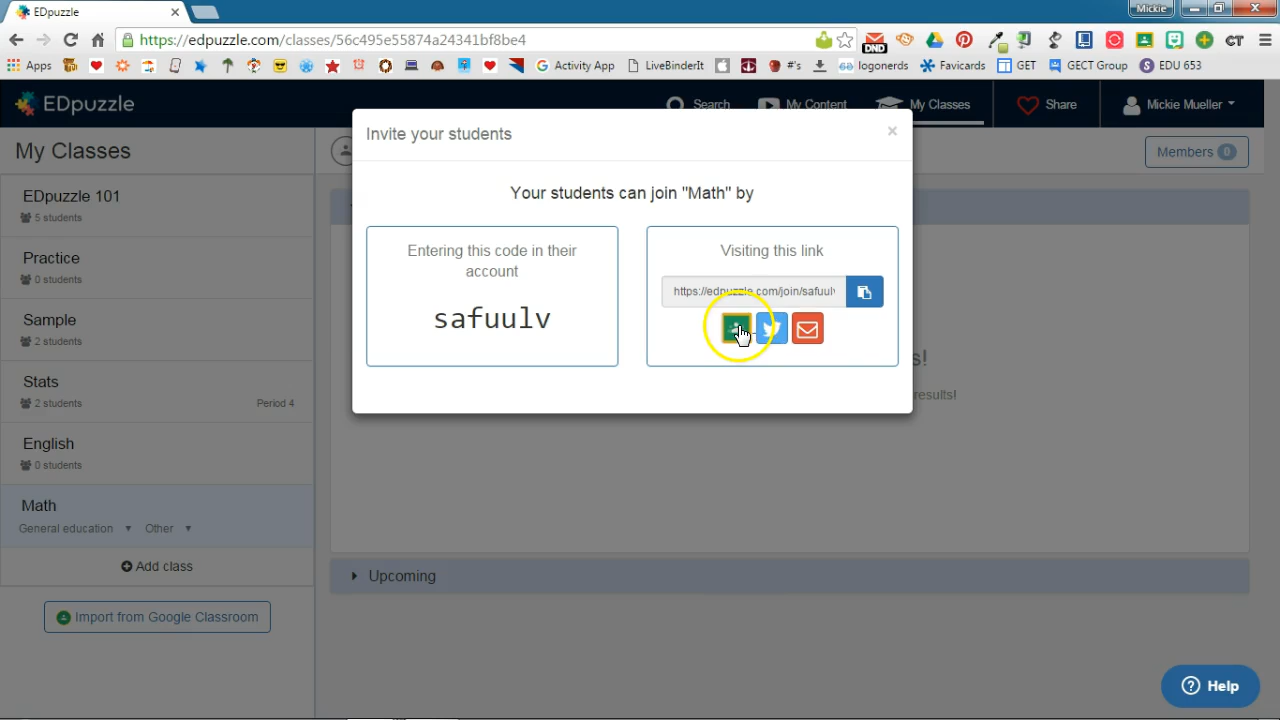 EDpuzzle
Mickie
https://edpuzzle.com/classes/56c495e55874a24341bf8be4
DND
CT
Apps
Activity App
LiveBinderIt
#'s
logonerds
Favicards
GET
GECT Group
EDU 653
EDpuzzle
Search
My Content
My Classes
Share
Mickie Mueller
My Classes
Members 0
EDpuzzle 101
5 students
Practice
0 students
Sample
2 students
Stats
2 students
Period 4
English
0 students
Math
General education
Other
Add class
Import from Google Classroom
Invite your students
×
Your students can join "Math" by
Entering this code in their
account
safuulv
Visiting this link
https://edpuzzle.com/join/safuulv
s!
results!
Upcoming
Help